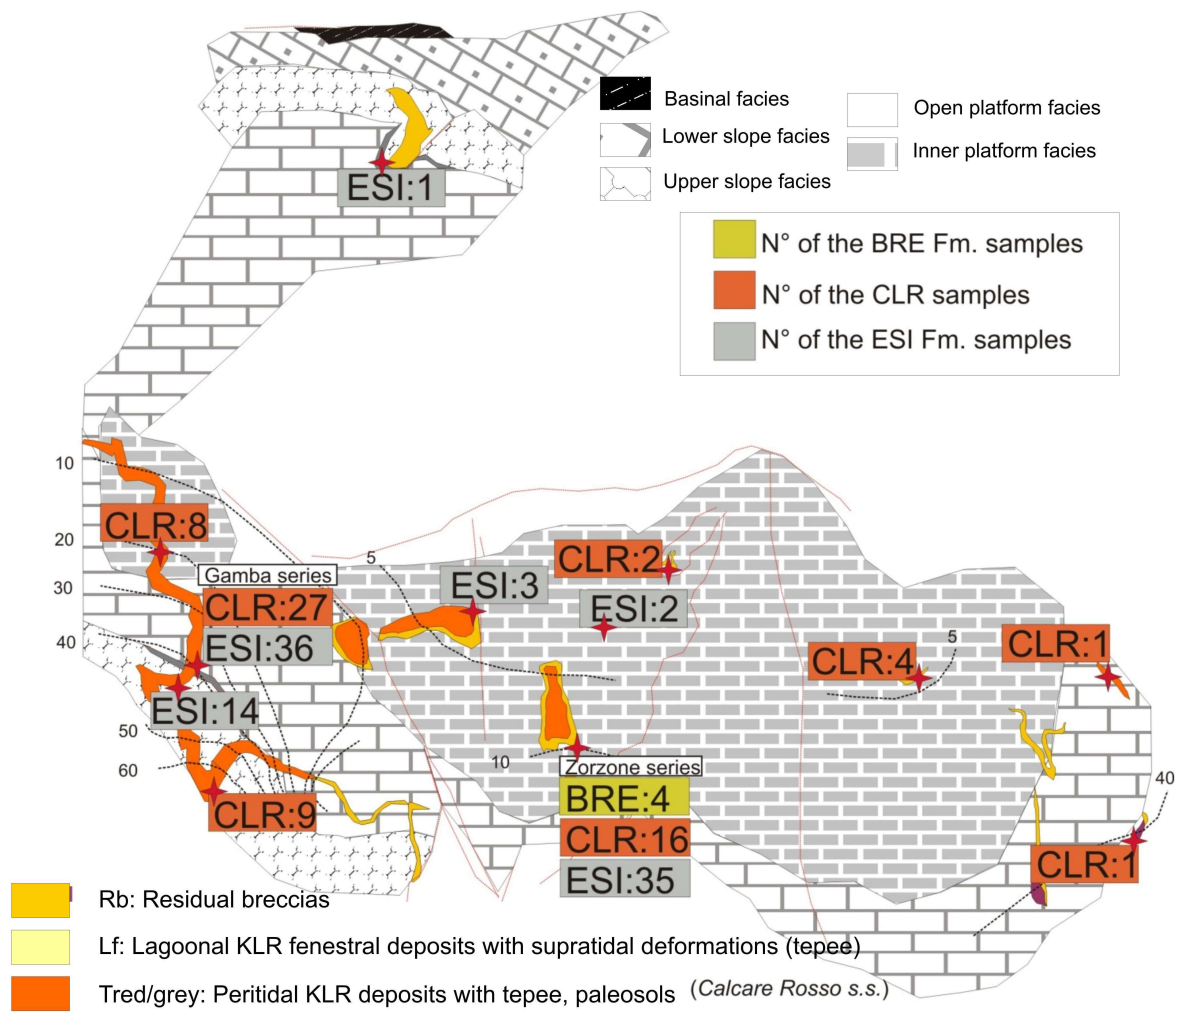 Basinal facies
Lower slope facies
Upper slope facies
Open platform facies
Inner platform facies
ESI:1
N° of the BRE Fm. samples
N° of the CLR samples
N° of the ESI Fm. samples
10
CLR:8
20
5
30
Gamba series
CLR:27
ESI:36
40
ESI:3
CLR:2
ESI:2
CLR:4
5
CLR:1
ESI:14
50
60
10
Zorzone series
BRE:4
CLR:16
ESI:35
CLR:9
40
CLR:1
Rb: Residual breccias
Lf: Lagoonal KLR fenestral deposits with supratidal deformations (tepee)
Tred/grey: Peritidal KLR deposits with tepee, paleosols (Calcare Rosso s.s.)